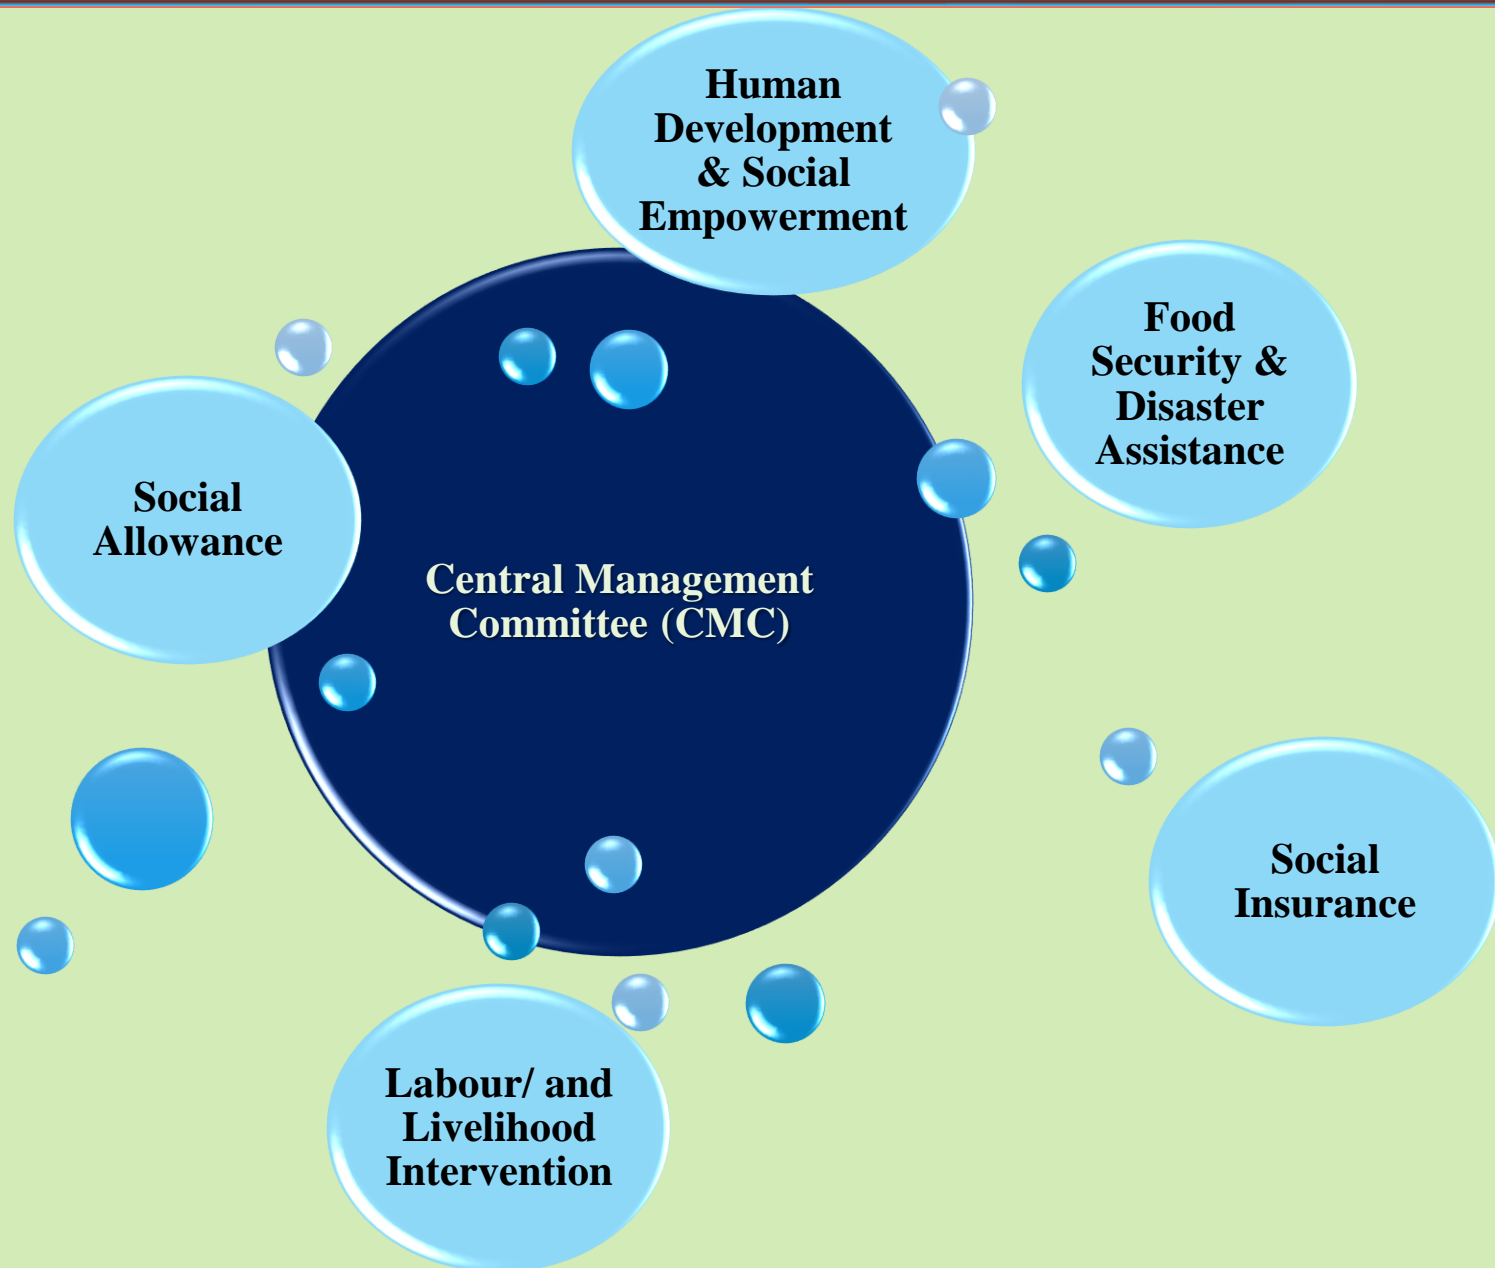 Human
Development
& Social
Empowerment
Food
Security &
Disaster
Assistance
Social
Allowance
Central Management
Committee (CMC)
Social
Insurance
Labour/ and
Livelihood
Intervention